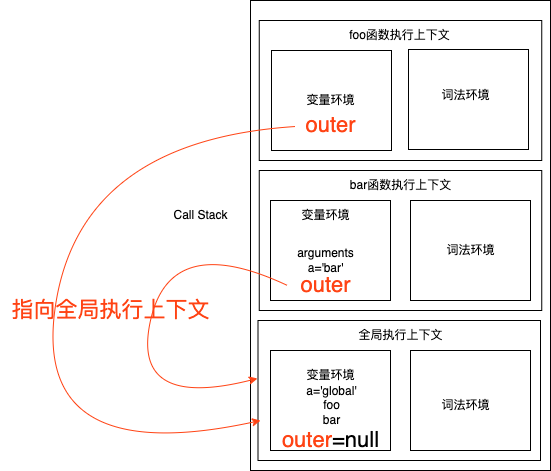 foo函数执行上下文
变量环境
outer
词法环境
bar函数执行上下文
变量环境
arguments
a='bar'
outer
词法环境
Call Stack
指向全局执行上下文
全局执行上下文
变量环境
a='global'
foo
bar
outer=null
词法环境